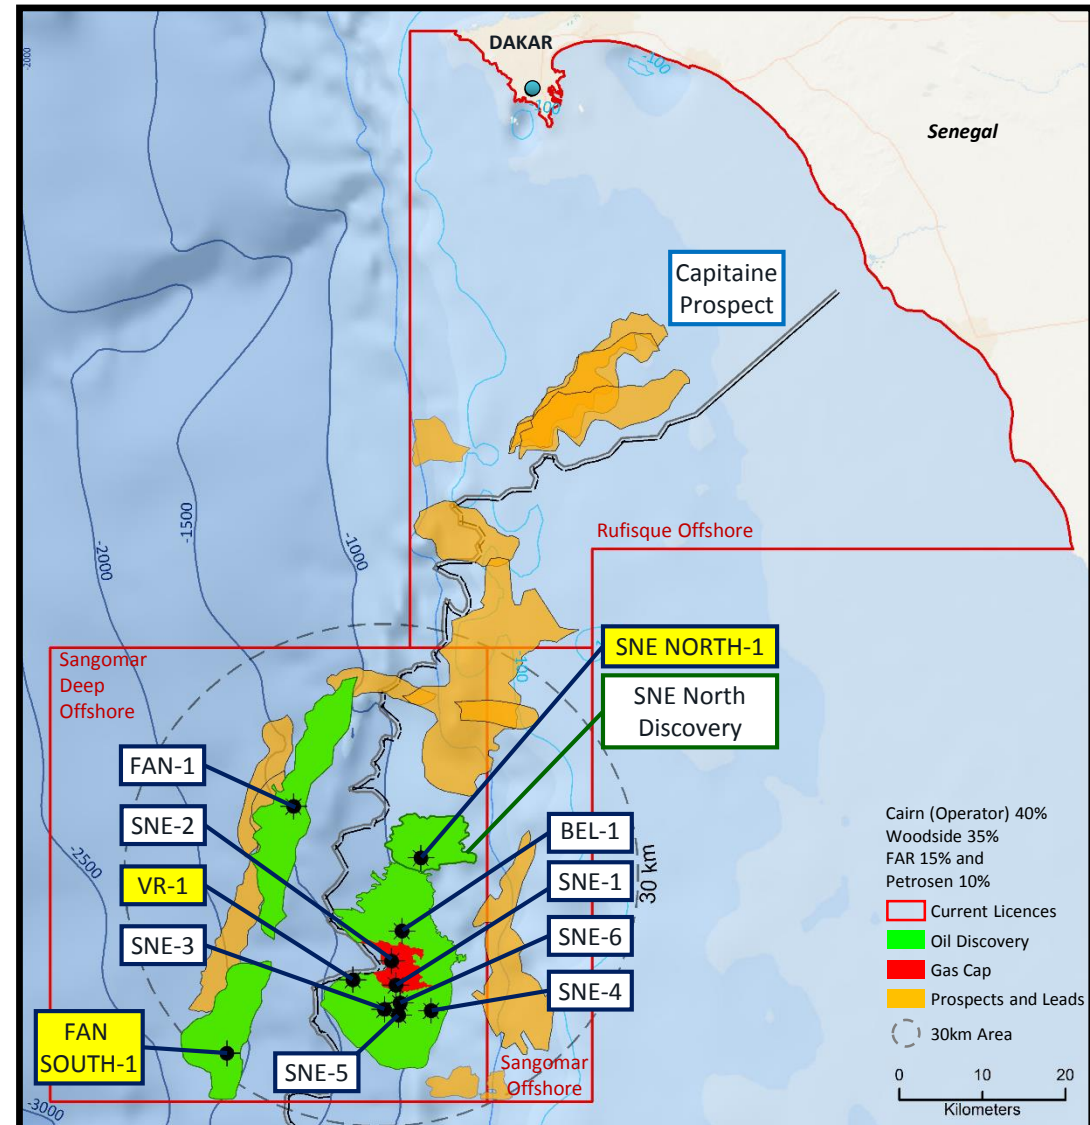 DAKAR
-2000
-100
100
Senegal
Capitaine
Prospect
-1500
-2000
-1000
Rufisque Offshore
SNE NORTH-1
Sangomar
Deep
Offshore
100
SNE North
Discovery
FAN-1
SNE-2
BEL-1
Cairn (Operator) 40%
Woodside 35%
FAR 15% and
Petrosen 10%
-2500
VR-1
SNE-1
30 km
Current Licences
SNE-3
SNE-6
Oil Discovery
Gas Cap
SNE-4
Prospects and Leads
FAN
SOUTH-1
30km Area
SNE-5
Sangomar
Offshore
-3000
0 10 20
Kilometers